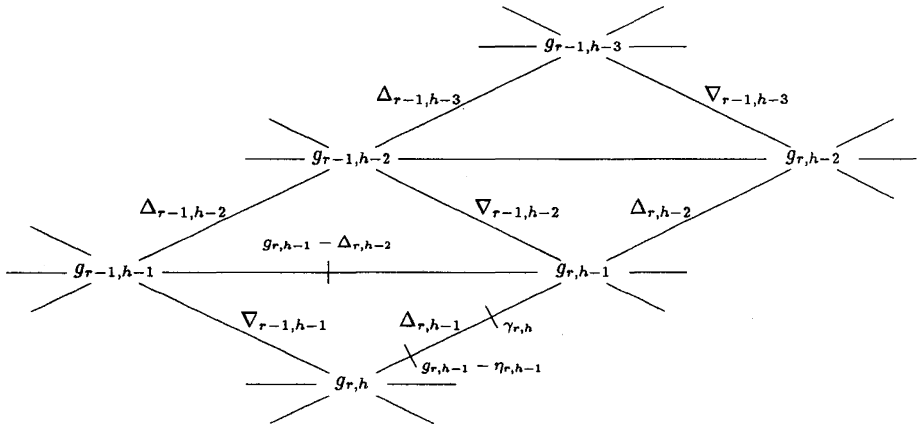 g_{r-1,h-3}
Δ_{r-1,h-3} ∇_{r-1,h-3}
g_{r-1,h-2} g_{r,h-2}
Δ_{r-1,h-2} ∇_{r-1,h-2} Δ_{r,h-2}
g_{r,h-1} - Δ_{r,h-2}
g_{r-1,h-1} g_{r,h-1}
∇_{r-1,h-1} Δ_{r,h-1} γ_{r,h}
g_{r,h-1} - η_{r,h-1}
g_{r,h}